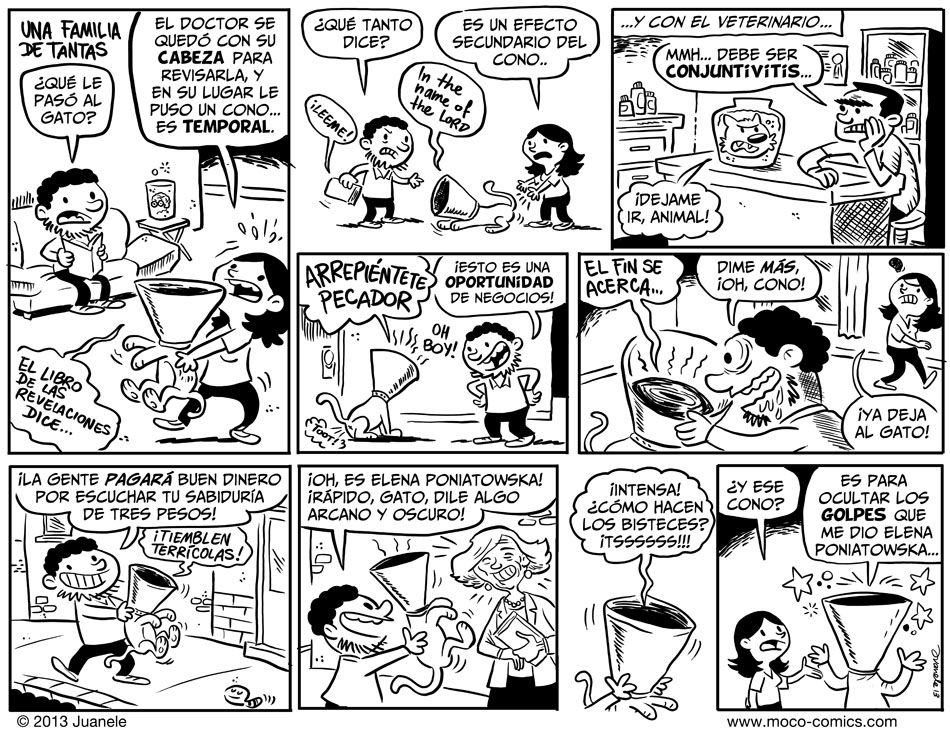 UNA FAMILIA
DE TANTAS
¿QUÉ LE
PASÓ AL
GATO?
EL DOCTOR SE
QUEDÓ CON SU
CABEZA PARA
REVISARLA, Y
EN SU LUGAR LE
PUSO UN CONO...
ES TEMPORAL.
EL LIBRO
DE LAS
REVELACIONES
DICE...
¿QUÉ TANTO
DICE?
¡LEEME!
In the
name of
the LORD
ES UN EFECTO
SECUNDARIO DEL
CONO..
...Y CON EL VETERINARIO...
MMH... DEBE SER
CONJUNTIVITIS...
¡DEJAME
IR, ANIMAL!
ARREPIÉNTETE
PECADOR
OH
BOY!
FOOT!
¡ESTO ES UNA
OPORTUNIDAD
DE NEGOCIOS!
EL FIN SE
ACERCA...
DIME MÁS,
¡OH, CONO!
¡YA DEJA
AL GATO!
¡LA GENTE PAGARÁ BUEN DINERO
POR ESCUCHAR TU SABIDURÍA
DE TRES PESOS!
¡TIEMBLEN
TERRÍCOLAS!
¡OH, ES ELENA PONIATOWSKA!
¡RÁPIDO, GATO, DILE ALGO
ARCANO Y OSCURO!
¡INTENSA!
¿CÓMO HACEN
LOS BISTECES?
¡TSSSSSS!!!
¿Y ESE
CONO?
ES PARA
OCULTAR LOS
GOLPES QUE
ME DIO ELENA
PONIATOWSKA...
Juanele 13
© 2013 Juanele
www.moco-comics.com